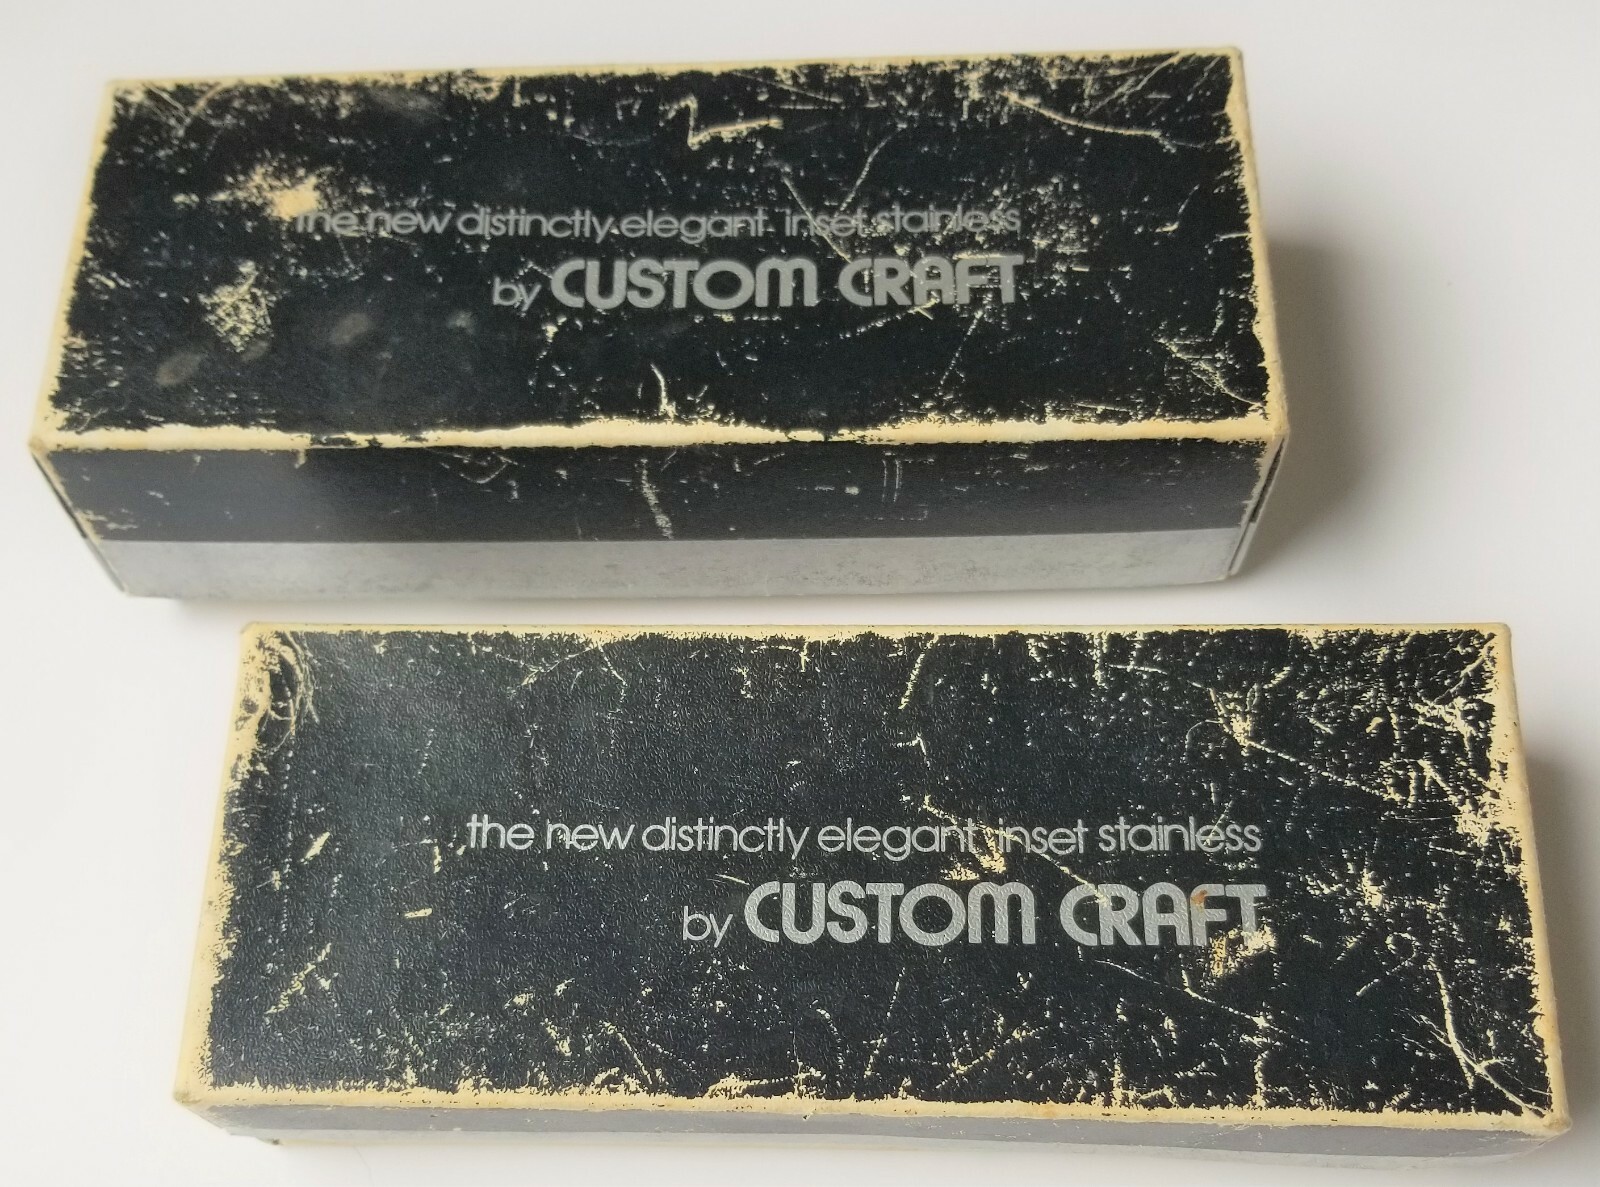 the new distinctly elegant inset stainless
by CUSTOM CRAFT
the new distinctly elegant inset stainless
by CUSTOM CRAFT